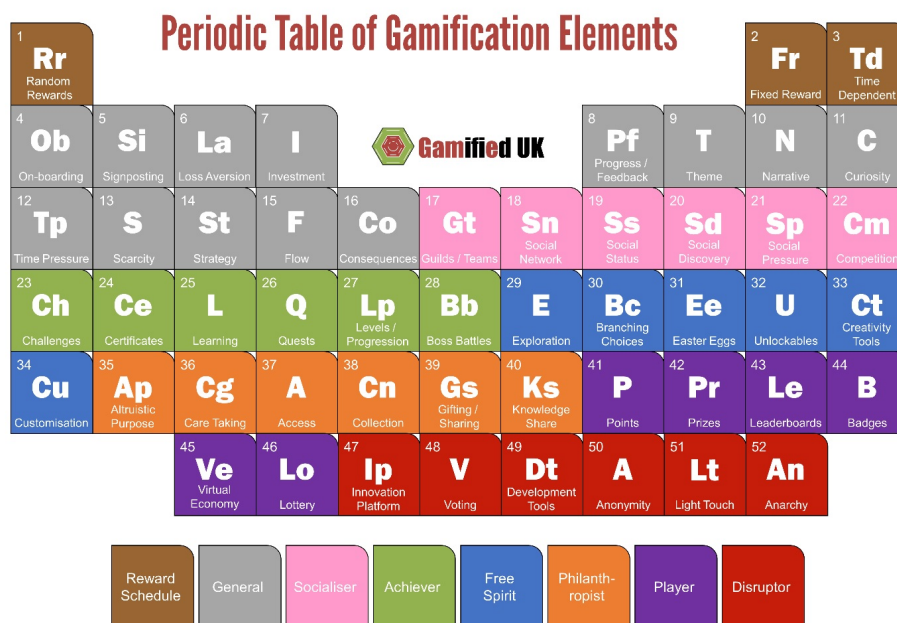 Periodic Table of Gamification Elements
1
Rr
Random
Rewards
2
Fr
Fixed Reward
3
Td
Time
Dependent
4
Ob
On-boarding
5
Si
Signposting
6
La
Loss Aversion
7
I
Investment
Gamified UK
8
Pf
Progress /
Feedback
9
T
Theme
10
N
Narrative
11
C
Curiosity
12
Tp
Time Pressure
13
S
Scarcity
14
St
Strategy
15
F
Flow
16
Co
Consequences
17
Gt
Guilds / Teams
18
Sn
Social
Network
19
Ss
Social
Status
20
Sd
Social
Discovery
21
Sp
Social
Pressure
22
Cm
Competition
23
Ch
Challenges
24
Ce
Certificates
25
L
Learning
26
Q
Quests
27
Lp
Levels /
Progression
28
Bb
Boss Battles
29
E
Exploration
30
Bc
Branching
Choices
31
Ee
Easter Eggs
32
U
Unlockables
33
Ct
Creativity
Tools
34
Cu
Customisation
35
Ap
Altruistic
Purpose
36
Cg
Care Taking
37
A
Access
38
Cn
Collection
39
Gs
Gifting /
Sharing
40
Ks
Knowledge
Share
41
P
Points
42
Pr
Prizes
43
Le
Leaderboards
44
B
Badges
45
Ve
Virtual
Economy
46
Lo
Lottery
47
Ip
Innovation
Platform
48
V
Voting
49
Dt
Development
Tools
50
A
Anonymity
51
Lt
Light Touch
52
An
Anarchy
Reward
Schedule
General
Socialiser
Achiever
Free
Spirit
Philanth-
ropist
Player
Disruptor